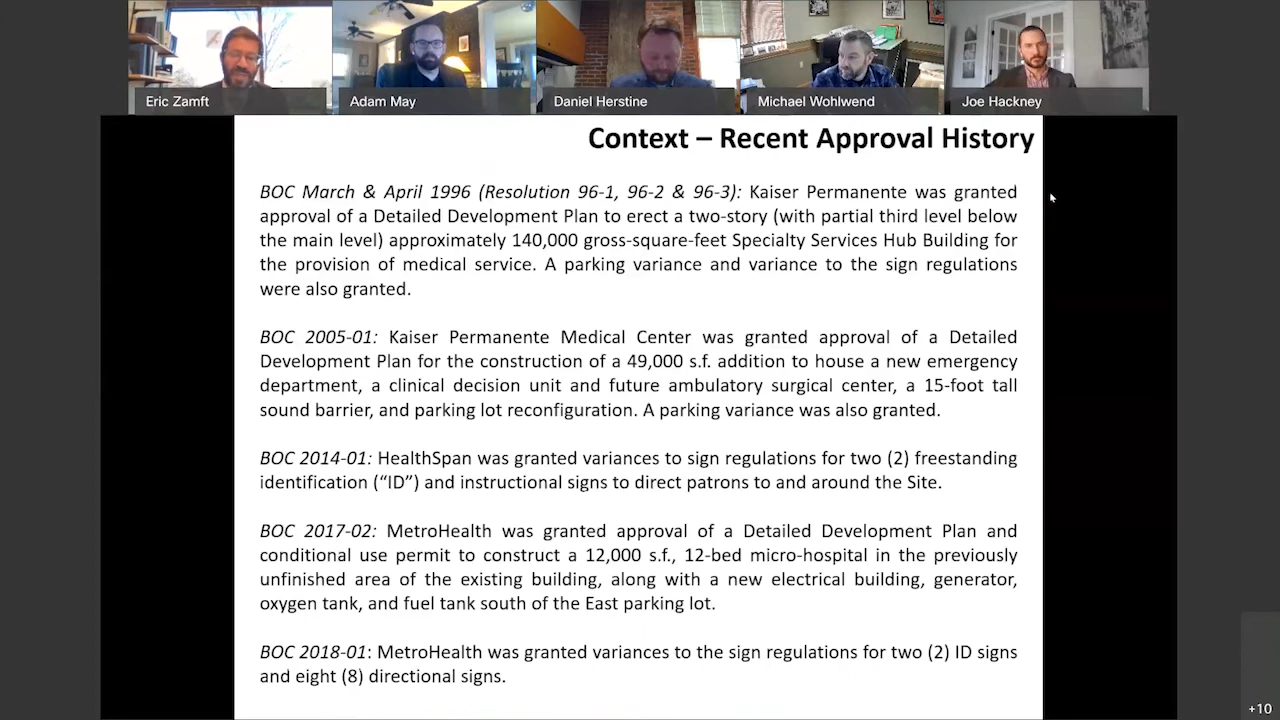 Eric Zamft
Adam May
Daniel Herstine
Michael Wohlwend
Joe Hackney
Context – Recent Approval History
BOC March & April 1996 (Resolution 96-1, 96-2 & 96-3): Kaiser Permanente was granted
approval of a Detailed Development Plan to erect a two-story (with partial third level below
the main level) approximately 140,000 gross-square-feet Specialty Services Hub Building for
the provision of medical service. A parking variance and variance to the sign regulations
were also granted.
BOC 2005-01: Kaiser Permanente Medical Center was granted approval of a Detailed
Development Plan for the construction of a 49,000 s.f. addition to house a new emergency
department, a clinical decision unit and future ambulatory surgical center, a 15-foot tall
sound barrier, and parking lot reconfiguration. A parking variance was also granted.
BOC 2014-01: HealthSpan was granted variances to sign regulations for two (2) freestanding
identification (“ID”) and instructional signs to direct patrons to and around the Site.
BOC 2017-02: MetroHealth was granted approval of a Detailed Development Plan and
conditional use permit to construct a 12,000 s.f., 12-bed micro-hospital in the previously
unfinished area of the existing building, along with a new electrical building, generator,
oxygen tank, and fuel tank south of the East parking lot.
BOC 2018-01: MetroHealth was granted variances to the sign regulations for two (2) ID signs
and eight (8) directional signs.
+10